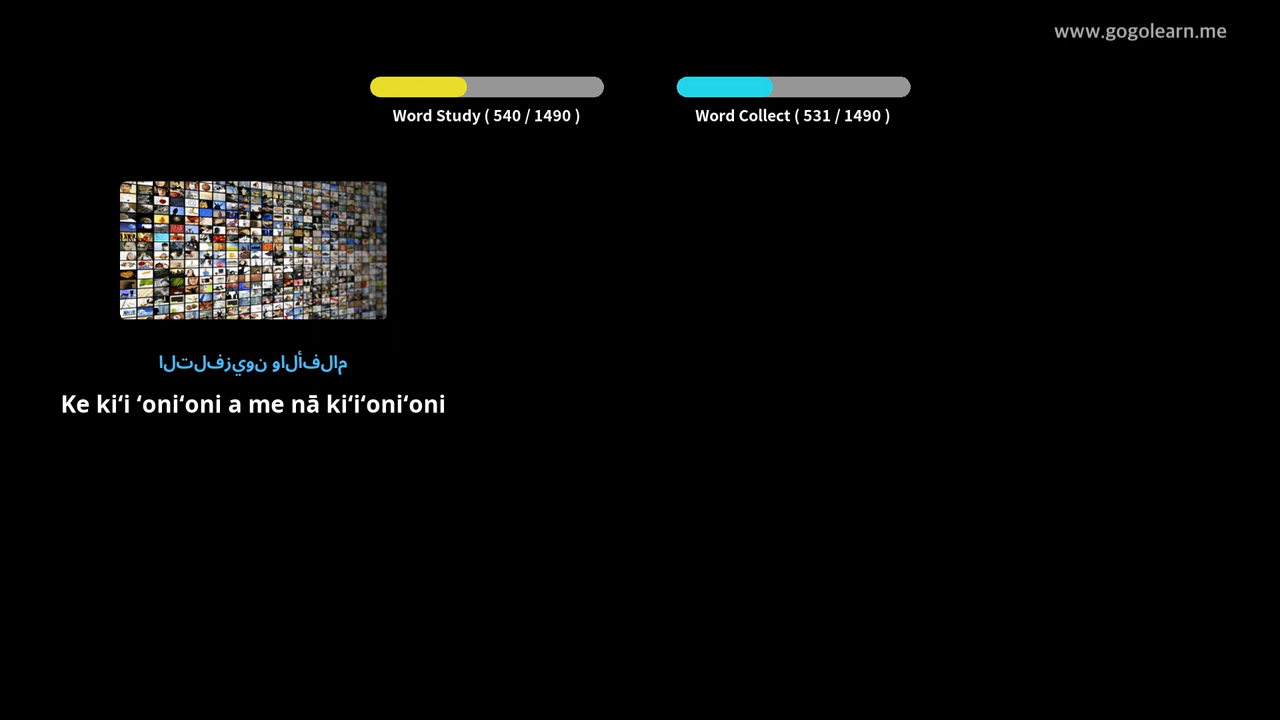 www.gogolearn.me
Word Study ( 540 / 1490 )
Word Collect ( 531 / 1490 )
التلفزيون والأفلام
Ke kiʻi ʻoniʻoni a me nā kiʻiʻoniʻoni